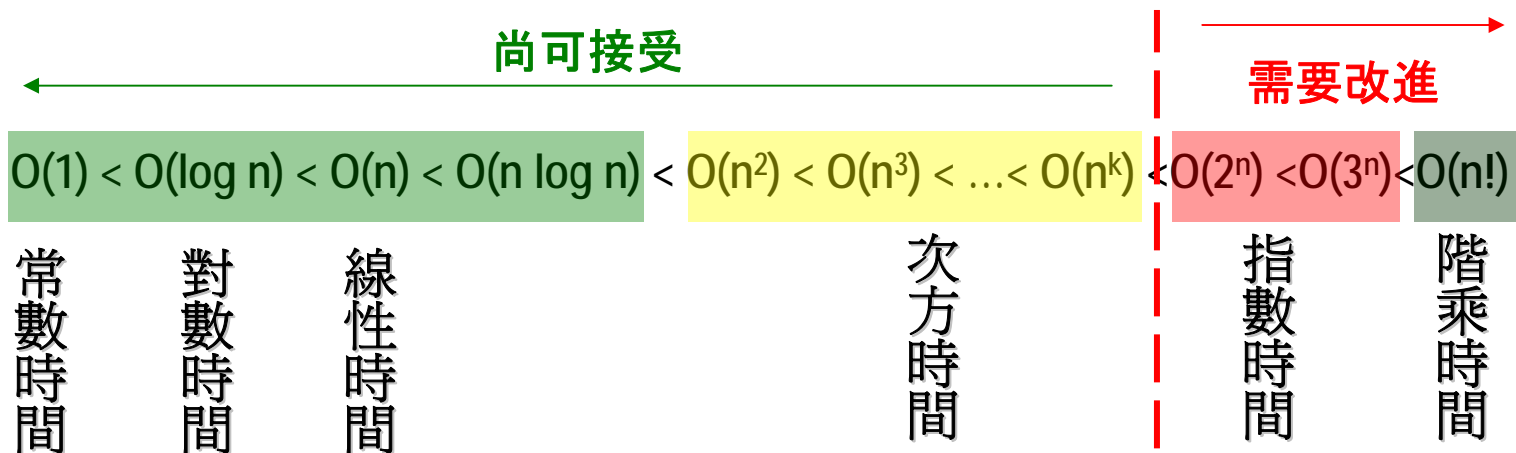 尚可接受
需要改進
O(1) < O(log n) < O(n) < O(n log n) < O(n²) < O(n³) < ...< O(nᵏ) <O(2ⁿ) <O(3ⁿ)<O(n!)
常數時間
對數時間
線性時間
次方時間
指數時間
階乘時間